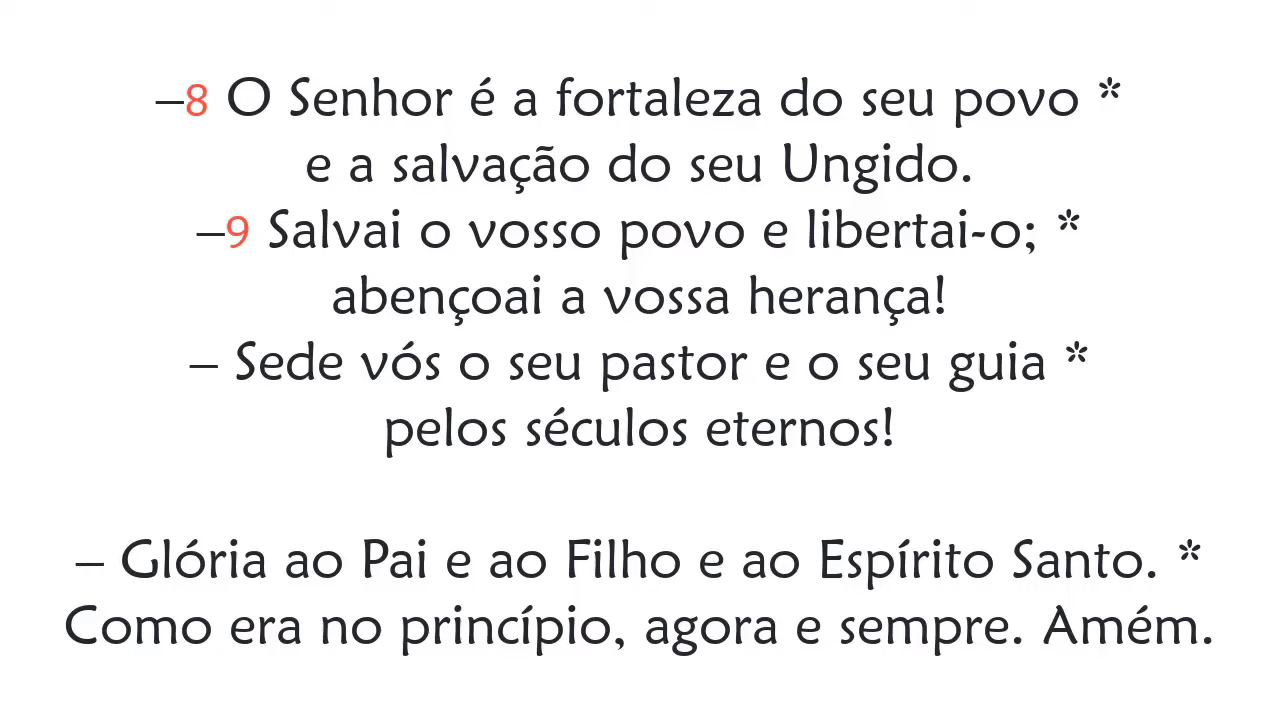 –8 O Senhor é a fortaleza do seu povo *
e a salvação do seu Ungido.
–9 Salvai o vosso povo e libertai-o; *
abençoai a vossa herança!
– Sede vós o seu pastor e o seu guia *
pelos séculos eternos!
– Glória ao Pai e ao Filho e ao Espírito Santo. *
Como era no princípio, agora e sempre. Amém.